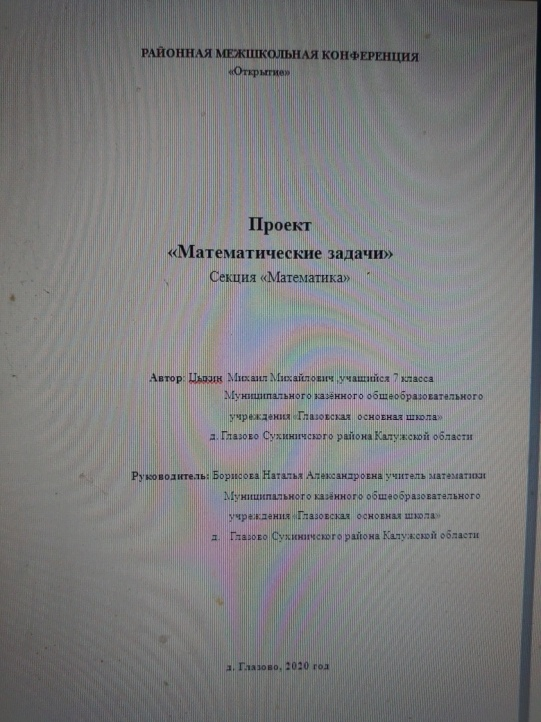 РАЙОННАЯ МЕЖШКОЛЬНАЯ КОНФЕРЕНЦИЯ
«Открытие»
Проект
«Математические задачи»
Секция «Математика»
Автор: Цызин Михаил Михайлович ,учащийся 7 класса
Муниципального казённого общеобразовательного
учреждения «Глазовская основная школа»
д. Глазово Сухиничского района Калужской области
Руководитель: Борисова Наталья Александровна учитель математики
Муниципального казённого общеобразовательного
учреждения «Глазовская основная школа»
д. Глазово Сухиничского района Калужской области
д. Глазово, 2020 год